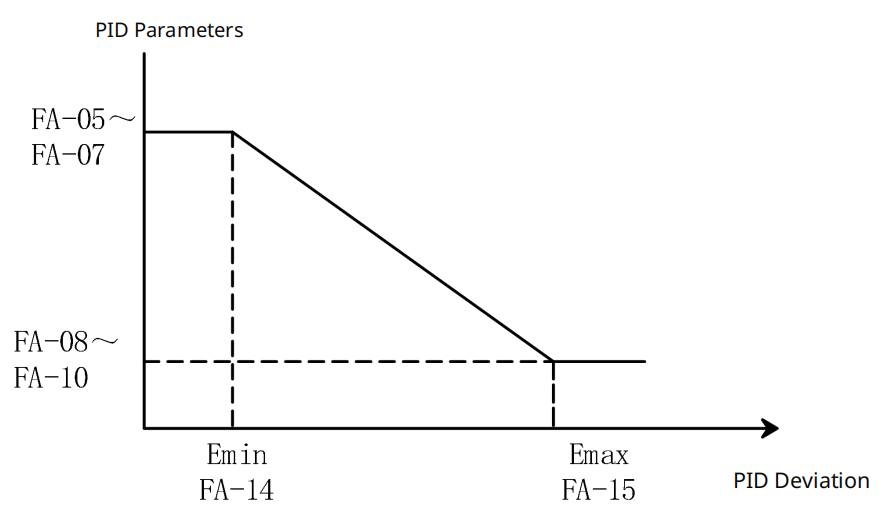 PID Parameters
FA-05～
FA-07
FA-08～
FA-10
Emin
FA-14
Emax
FA-15
PID Deviation